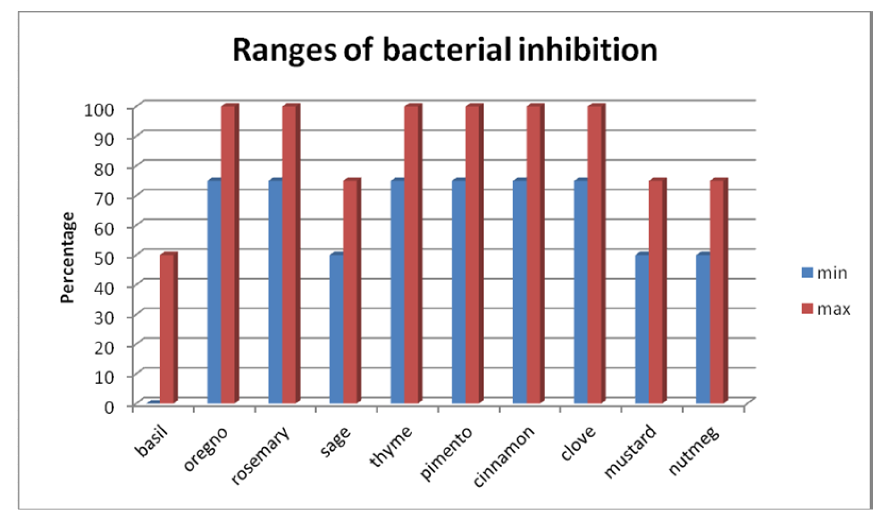 Ranges of bacterial inhibition
Percentage
100
90
80
70
60
50
40
30
20
10
0
basil
oregno
rosemary
sage
thyme
pimento
cinnamon
clove
mustard
nutmeg
min
max